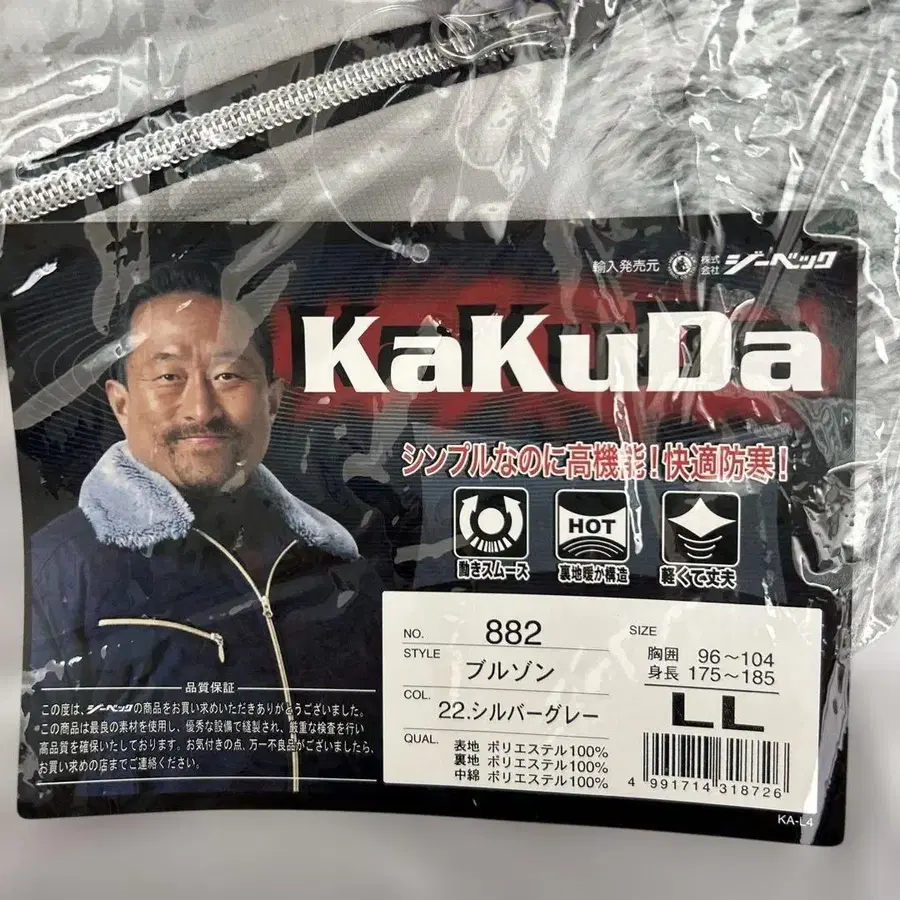 輸入発売元 株式会社 ジーベック
KaKuDa
シンプルなのに高機能!快適防寒!
動きスムース
HOT
裏地暖か構造
軽くて丈夫
NO. 882
STYLE ブルゾン
COL. 22.シルバーグレー
QUAL. 表地 ポリエステル100%
裏地 ポリエステル100%
中綿 ポリエステル100%
SIZE
胸囲 96〜104
身長 175〜185
LL
4 991714 318726
KA-L4
品質保証
この度は、ジーベックの商品をお買い求めいただきありがとうございました。
この商品は最良の素材を使用し、優秀な設備で縫製され、厳重な検査を行い
高品質を確保いたしております。お気付きの点、万一不良品がございましたら、
お買い求めの店までご連絡ください。